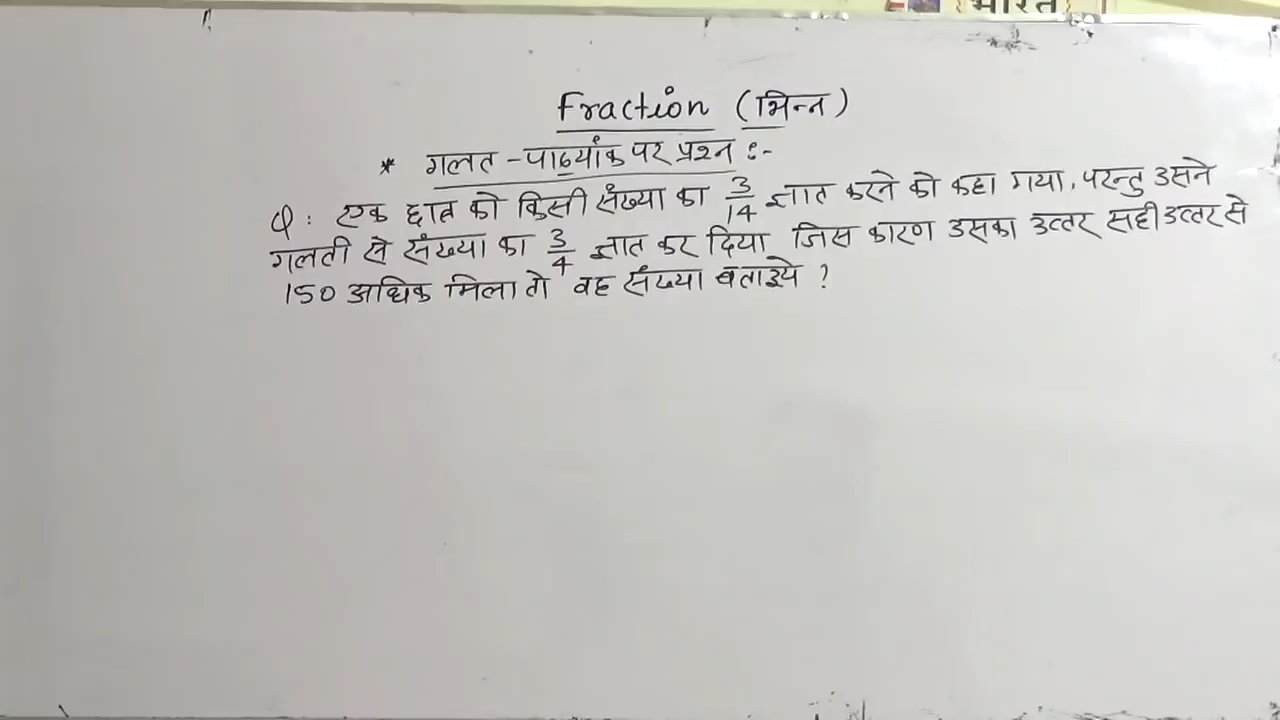 भारत
Fraction (भिन्न)
* गलत - पाठ्यांक पर प्रश्न :-
Q: एक छात्र को किसी संख्या का 3/14 ज्ञात करने को कहा गया, परन्तु उसने
गलती से संख्या का 3/4 ज्ञात कर दिया जिस कारण उसका उत्तर सही उत्तर से
150 अधिक मिला तो वह संख्या बताइये ?